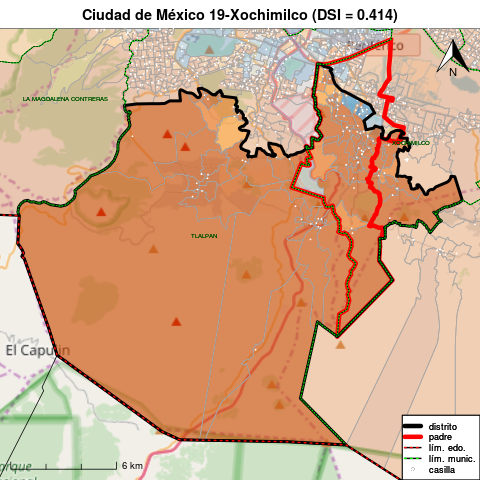 Ciudad de México 19-Xochimilco (DSI = 0.414)
N
LA MAGDALENA CONTRERAS
TLALPAN
El Capulín
6 km
distrito
padre
lím. edo.
lím. munic.
casilla